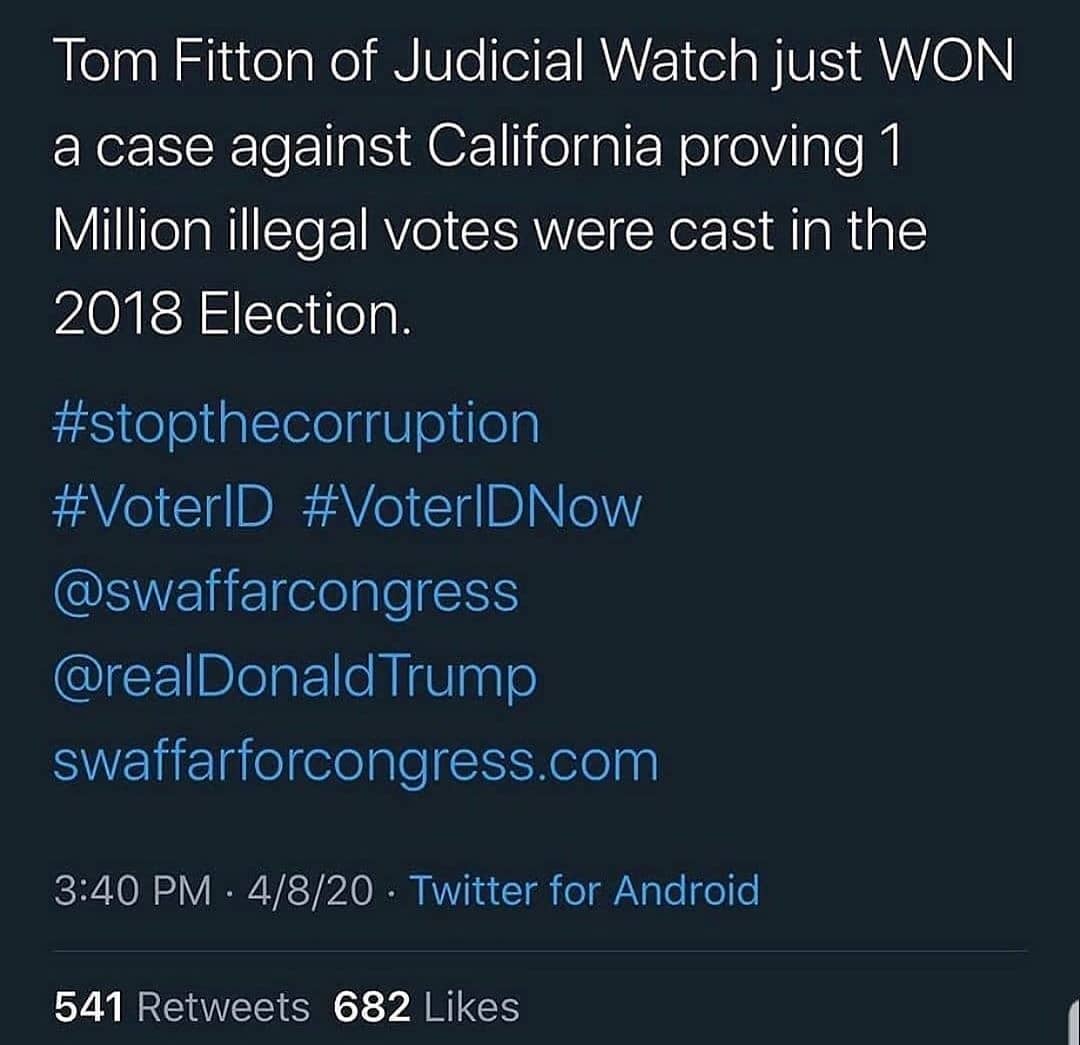 Tom Fitton of Judicial Watch just WON
a case against California proving 1
Million illegal votes were cast in the
2018 Election.
#stopthecorruption
#VoterID #VoterIDNow
@swaffarcongress
@realDonaldTrump
swaffarforcongress.com
3:40 PM · 4/8/20 · Twitter for Android
541 Retweets 682 Likes